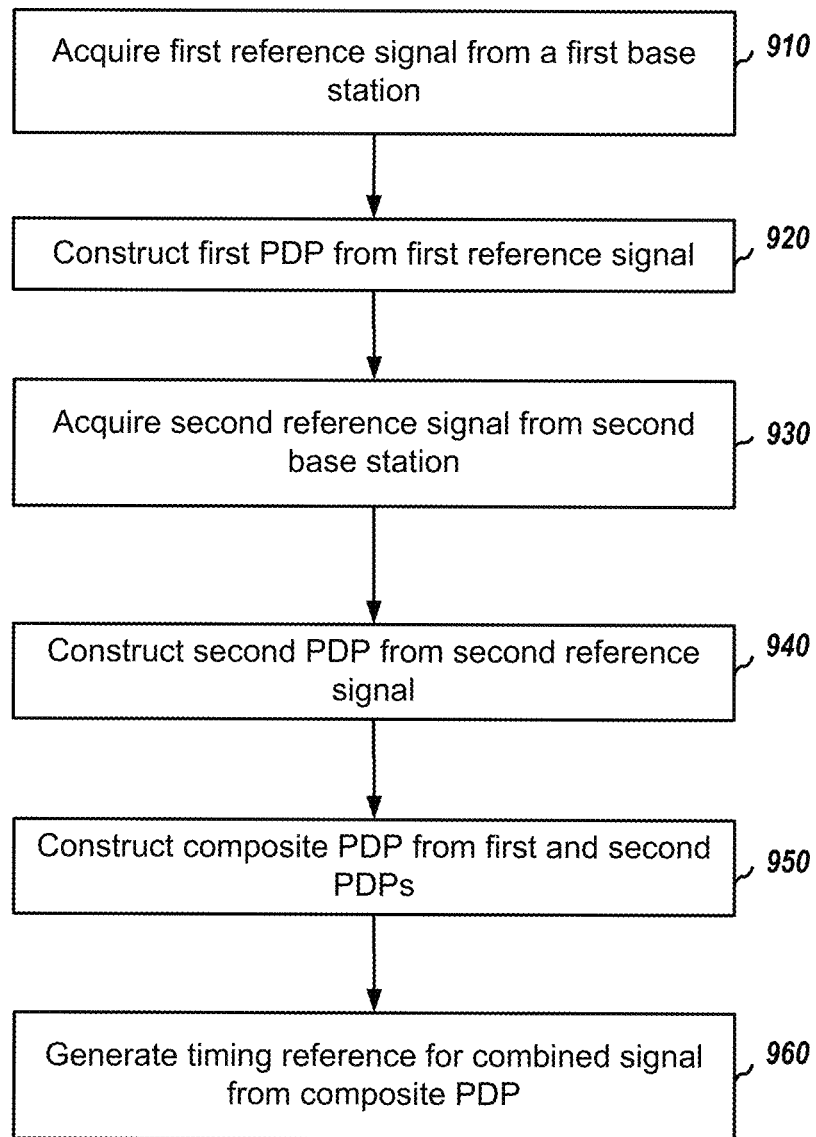 Acquire first reference signal from a first base
station
910
Construct first PDP from first reference signal
920
Acquire second reference signal from second
base station
930
Construct second PDP from second reference
signal
940
Construct composite PDP from first and second
PDPs
950
Generate timing reference for combined signal
from composite PDP
960